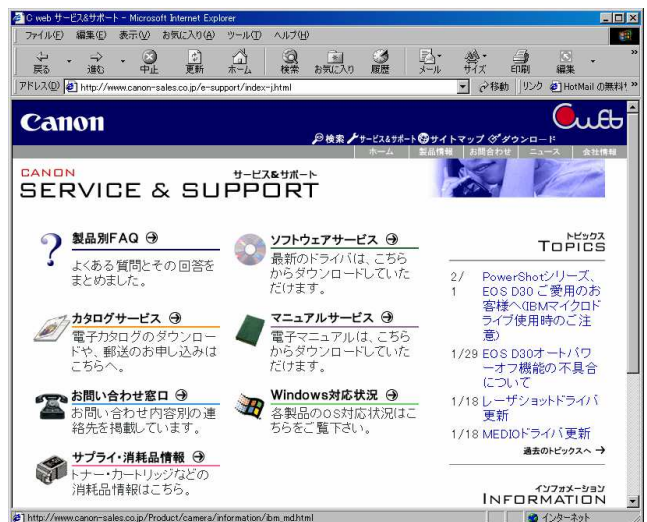 C web サービス&サポート - Microsoft Internet Explorer
ファイル(F) 編集(E) 表示(V) お気に入り(A) ツール(T) ヘルプ(H)
戻る 進む 中止 更新 ホーム 検索 お気に入り 履歴 メール サイズ 印刷 編集 »
アドレス(D) http://www.canon-sales.co.jp/e-support/index-j.html 移動 リンク HotMail の無料 »
Canon
Cweb
検索 サービス&サポート サイトマップ ダウンロード
ホーム 製品情報 お問合わせ ニュース 会社情報
CANON サービス&サポート
SERVICE & SUPPORT
製品別FAQ
よくある質問とその回答を
まとめました。
ソフトウェアサービス
最新のドライバは、こちら
からダウンロードしていた
だけます。
カタログサービス
電子カタログのダウンロー
ドや、郵送のお申し込みは
こちらへ。
マニュアルサービス
電子マニュアルは、こちら
からダウンロードしていた
だけます。
お問い合わせ窓口
お問い合わせ内容別の連
絡先を掲載しています。
Windows対応状況
各製品のOS対応状況はこ
ちらをご覧下さい。
サプライ・消耗品情報
トナー・カートリッジなどの
消耗品情報はこちら。
トピックス
TOPICS
2/1 PowerShotシリーズ、
EOS D30 ご愛用のお
客様へ(IBMマイクロド
ライブ使用時のご注
意)
1/29 EOS D30オートパワ
ーオフ機能の不具合
について
1/18 レーザショットドライバ
更新
1/18 MEDIOドライバ更新
過去のトピックスへ →
インフォメーション
INFORMATION
http://www.canon-sales.co.jp/Product/camera/information/ibm_md.html インターネット